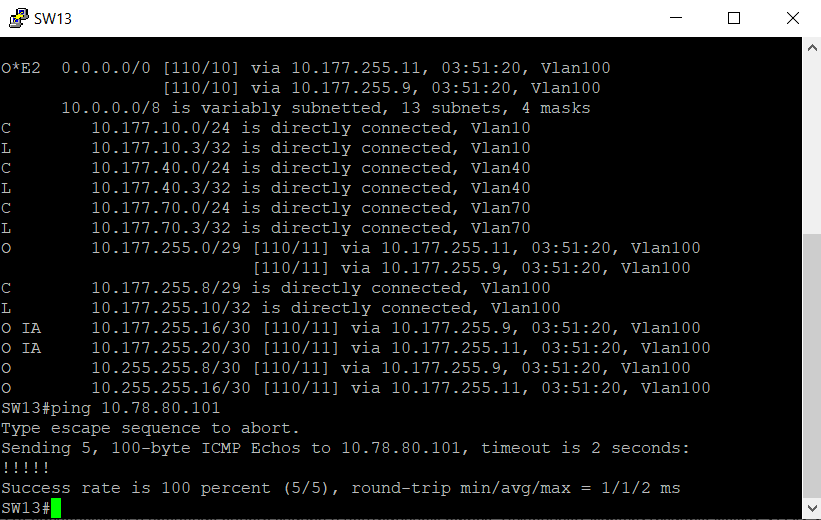 SW13
O*E2  0.0.0.0/0 [110/10] via 10.177.255.11, 03:51:20, Vlan100
                [110/10] via 10.177.255.9, 03:51:20, Vlan100
      10.0.0.0/8 is variably subnetted, 13 subnets, 4 masks
C        10.177.10.0/24 is directly connected, Vlan10
L        10.177.10.3/32 is directly connected, Vlan10
C        10.177.40.0/24 is directly connected, Vlan40
L        10.177.40.3/32 is directly connected, Vlan40
C        10.177.70.0/24 is directly connected, Vlan70
L        10.177.70.3/32 is directly connected, Vlan70
O        10.177.255.0/29 [110/11] via 10.177.255.11, 03:51:20, Vlan100
                         [110/11] via 10.177.255.9, 03:51:20, Vlan100
C        10.177.255.8/29 is directly connected, Vlan100
L        10.177.255.10/32 is directly connected, Vlan100
O IA     10.177.255.16/30 [110/11] via 10.177.255.9, 03:51:20, Vlan100
O IA     10.177.255.20/30 [110/11] via 10.177.255.11, 03:51:20, Vlan100
O        10.255.255.8/30 [110/11] via 10.177.255.9, 03:51:20, Vlan100
O        10.255.255.16/30 [110/11] via 10.177.255.11, 03:51:20, Vlan100
SW13#ping 10.78.80.101
Type escape sequence to abort.
Sending 5, 100-byte ICMP Echos to 10.78.80.101, timeout is 2 seconds:
!!!!!
Success rate is 100 percent (5/5), round-trip min/avg/max = 1/1/2 ms
SW13#